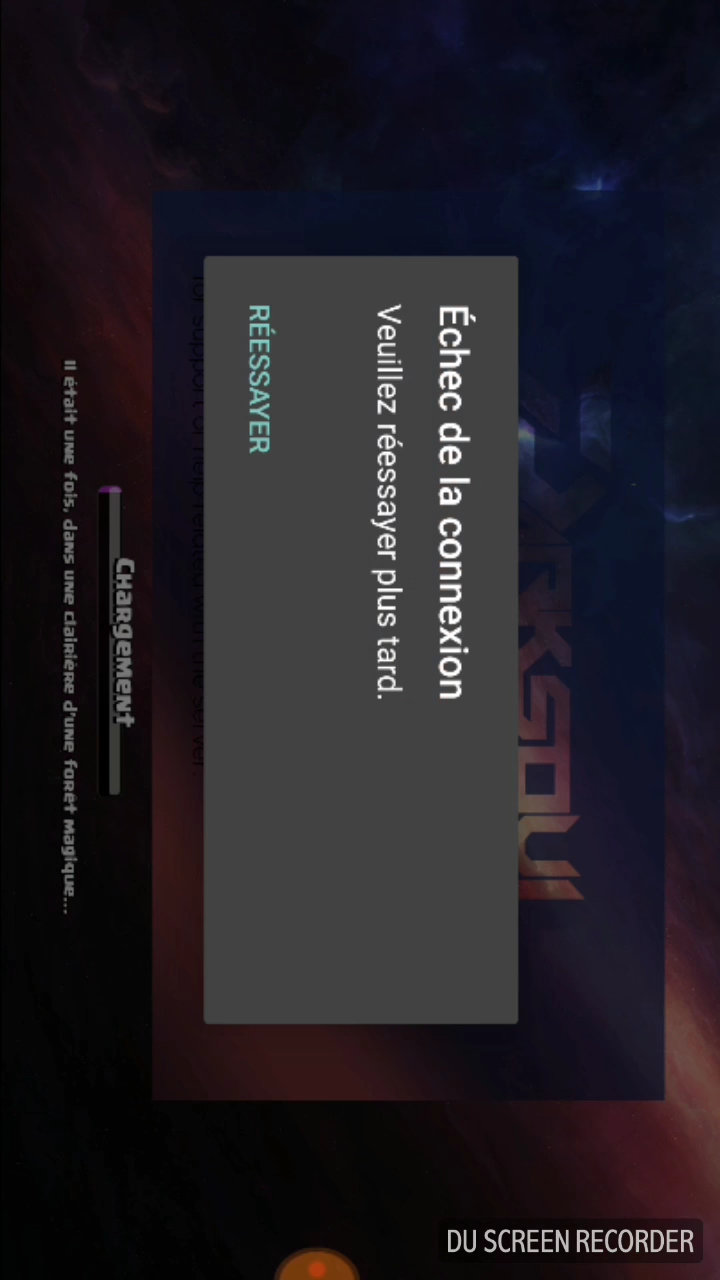 Échec de la connexion
Veuillez réessayer plus tard.
RÉESSAYER
Chargement
Il était une fois, dans une clairière d'une forêt magique...
DU SCREEN RECORDER